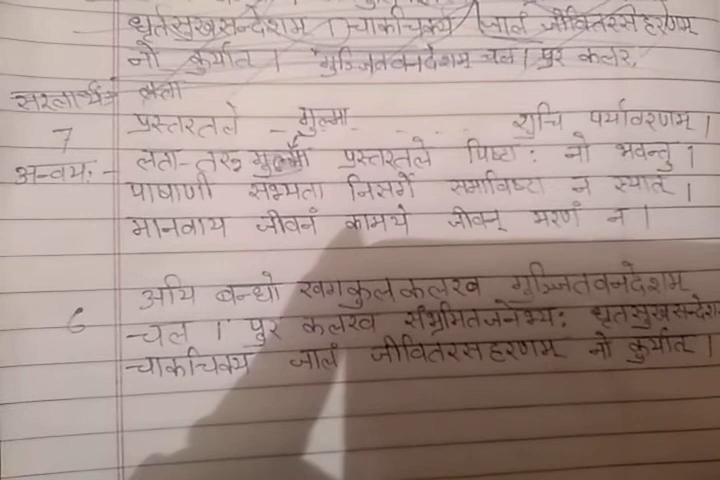 धृतसुखसन्देशम् । चाकचिक्य जालं जीवितरसहरणम्
नो कुर्यात् । गुञ्जितवनदेशम् चल । पुर कलर,
सरलार्थः लता
7 प्रस्तरतले - गुल्मा शुचि पर्यावरणम् ।
अन्वयः - लता-तरू गुल्मा प्रस्तरतले पिष्टाः नो भवन्तु ।
पाषाणी सभ्यता निसर्गे समाविष्टा न स्यात् ।
मानवाय जीवनं कामये जीवन् मरणं न ।
अयि बन्धो खगकुलकलरव गुञ्जितवनदेशम्
6 चल । पुर कलरव संभ्रमितजनेभ्यः धृतसुखसन्देश
चाकचिक्य जालं जीवितरसहरणम् नो कुर्यात् ।